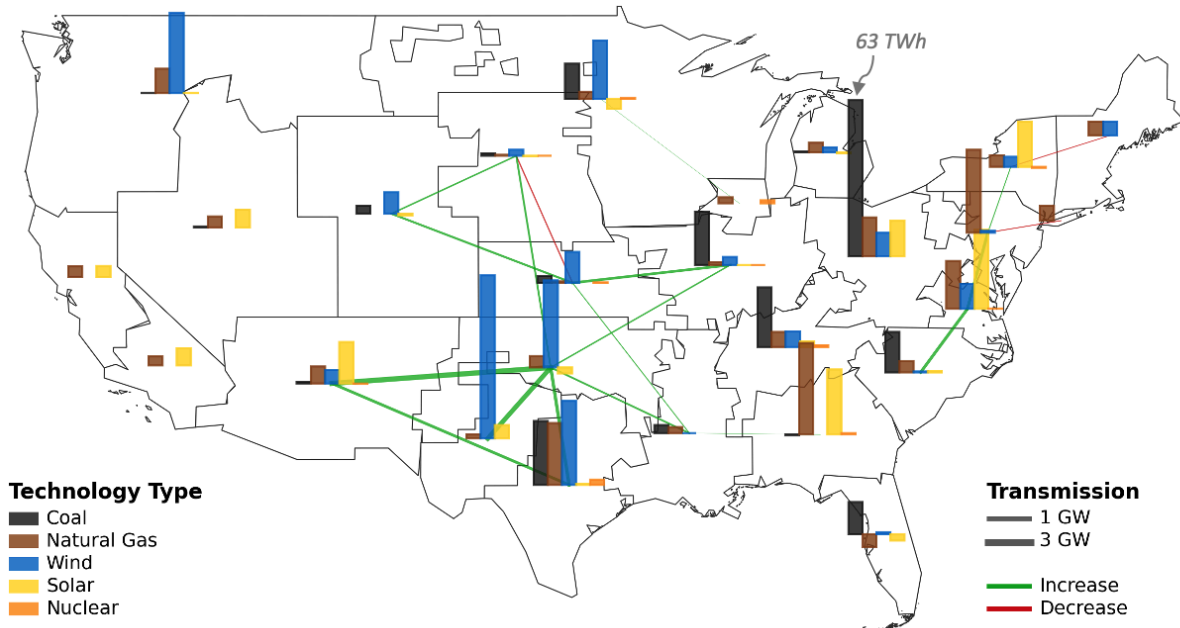 63 TWh
Technology Type
Coal
Natural Gas
Wind
Solar
Nuclear
Transmission
1 GW
3 GW
Increase
Decrease